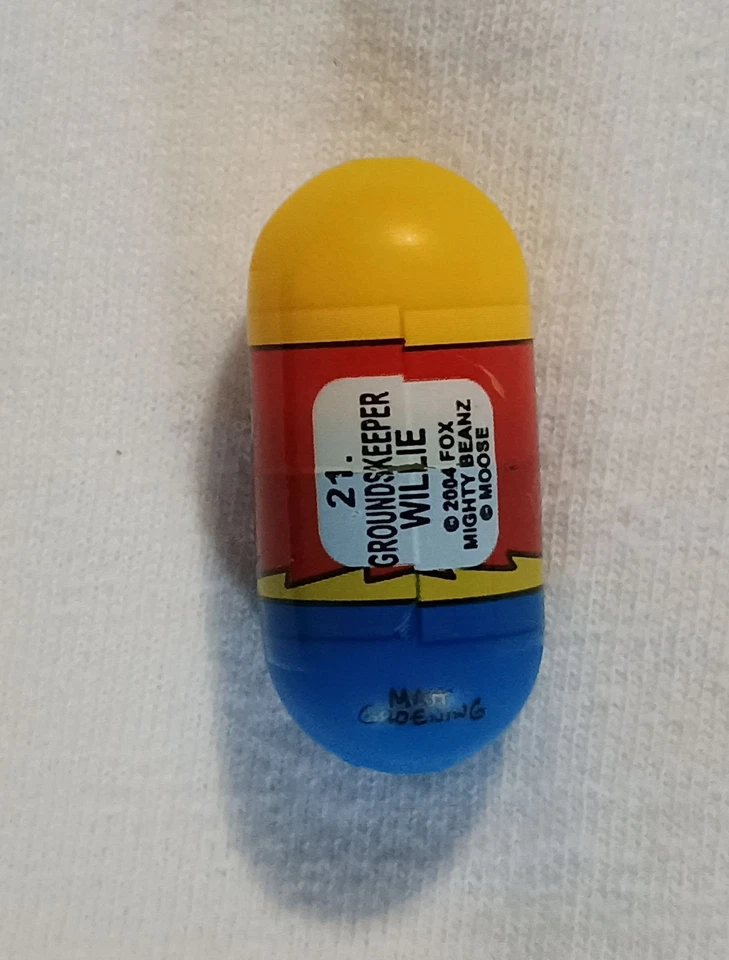 21.
GROUNDSKEEPER
WILLIE
© 2004 FOX
MIGHTY BEANZ
© MOOSE
MATT
GROENING